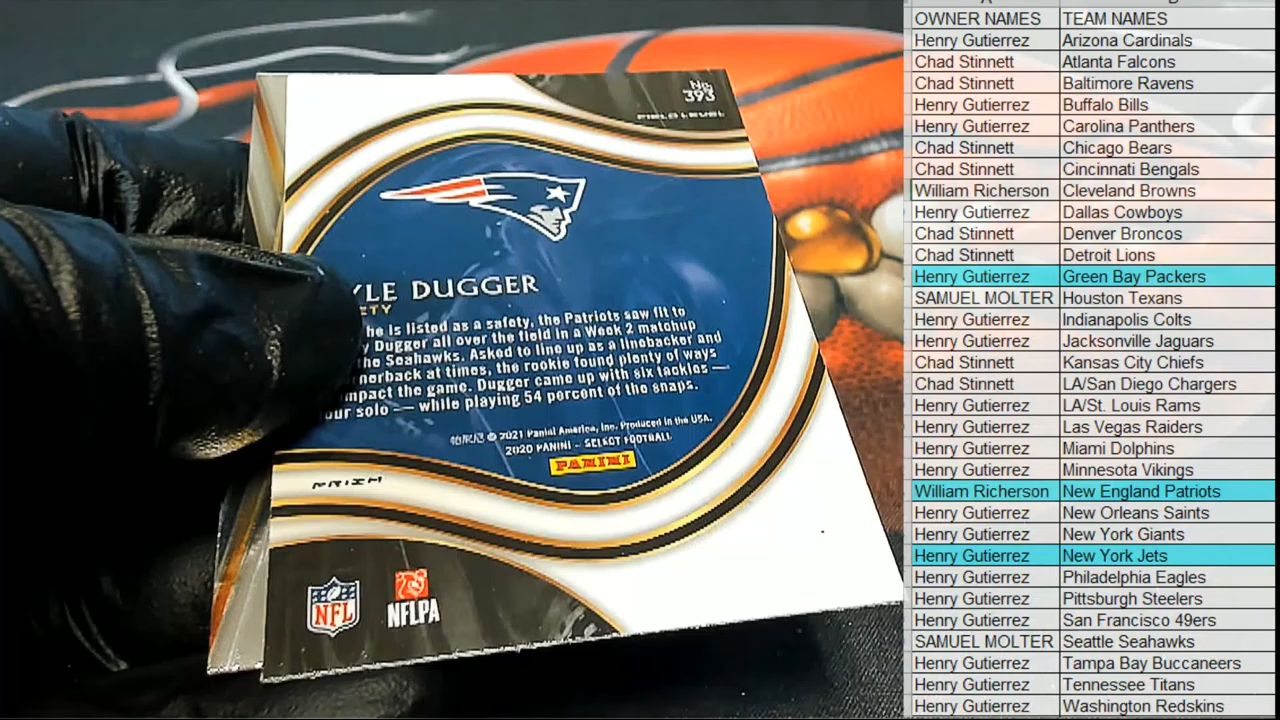 No.
393
FIELD LEVEL
YLE DUGGER
ETY
he is listed as a safety, the Patriots saw fit to
y Dugger all over the field in a Week 2 matchup
the Seahawks. Asked to line up as a linebacker and
nerback at times, the rookie found plenty of ways
mpact the game. Dugger came up with six tackles —
our solo — while playing 54 percent of the snaps.
帕尼尼 © 2021 Panini America, Inc. Produced in the USA.
2020 PANINI – SELECT FOOTBALL
PANINI
PRIZM
NFL
NFLPA
OWNER NAMES TEAM NAMES
Henry Gutierrez Arizona Cardinals
Chad Stinnett Atlanta Falcons
Chad Stinnett Baltimore Ravens
Henry Gutierrez Buffalo Bills
Henry Gutierrez Carolina Panthers
Chad Stinnett Chicago Bears
Chad Stinnett Cincinnati Bengals
William Richerson Cleveland Browns
Henry Gutierrez Dallas Cowboys
Chad Stinnett Denver Broncos
Chad Stinnett Detroit Lions
Henry Gutierrez Green Bay Packers
SAMUEL MOLTER Houston Texans
Henry Gutierrez Indianapolis Colts
Henry Gutierrez Jacksonville Jaguars
Chad Stinnett Kansas City Chiefs
Chad Stinnett LA/San Diego Chargers
Henry Gutierrez LA/St. Louis Rams
Henry Gutierrez Las Vegas Raiders
Henry Gutierrez Miami Dolphins
Henry Gutierrez Minnesota Vikings
William Richerson New England Patriots
Henry Gutierrez New Orleans Saints
Henry Gutierrez New York Giants
Henry Gutierrez New York Jets
Henry Gutierrez Philadelphia Eagles
Henry Gutierrez Pittsburgh Steelers
Henry Gutierrez San Francisco 49ers
SAMUEL MOLTER Seattle Seahawks
Henry Gutierrez Tampa Bay Buccaneers
Henry Gutierrez Tennessee Titans
Henry Gutierrez Washington Redskins